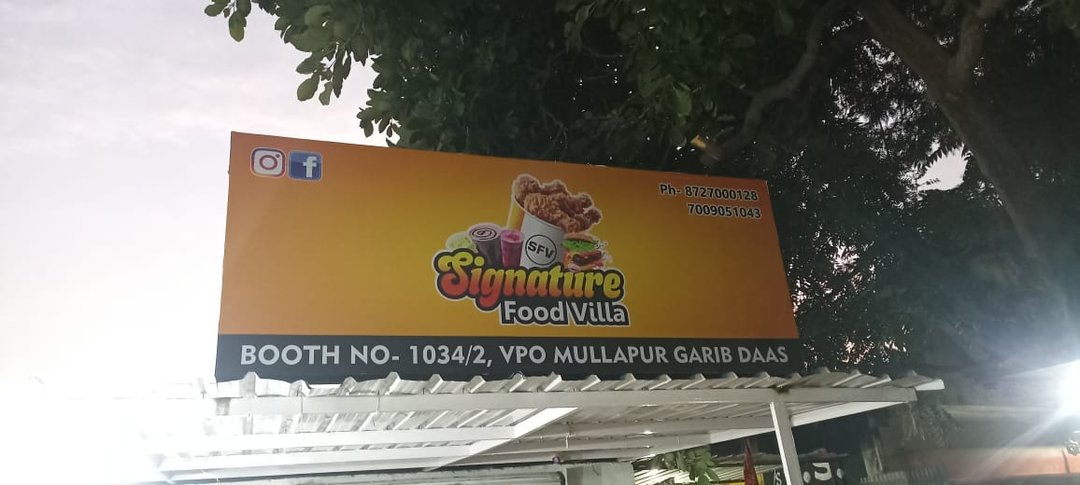 Ph- 8727000128
7009051043
SFV
Signature
Food Villa
BOOTH NO- 1034/2, VPO MULLAPUR GARIB DAAS